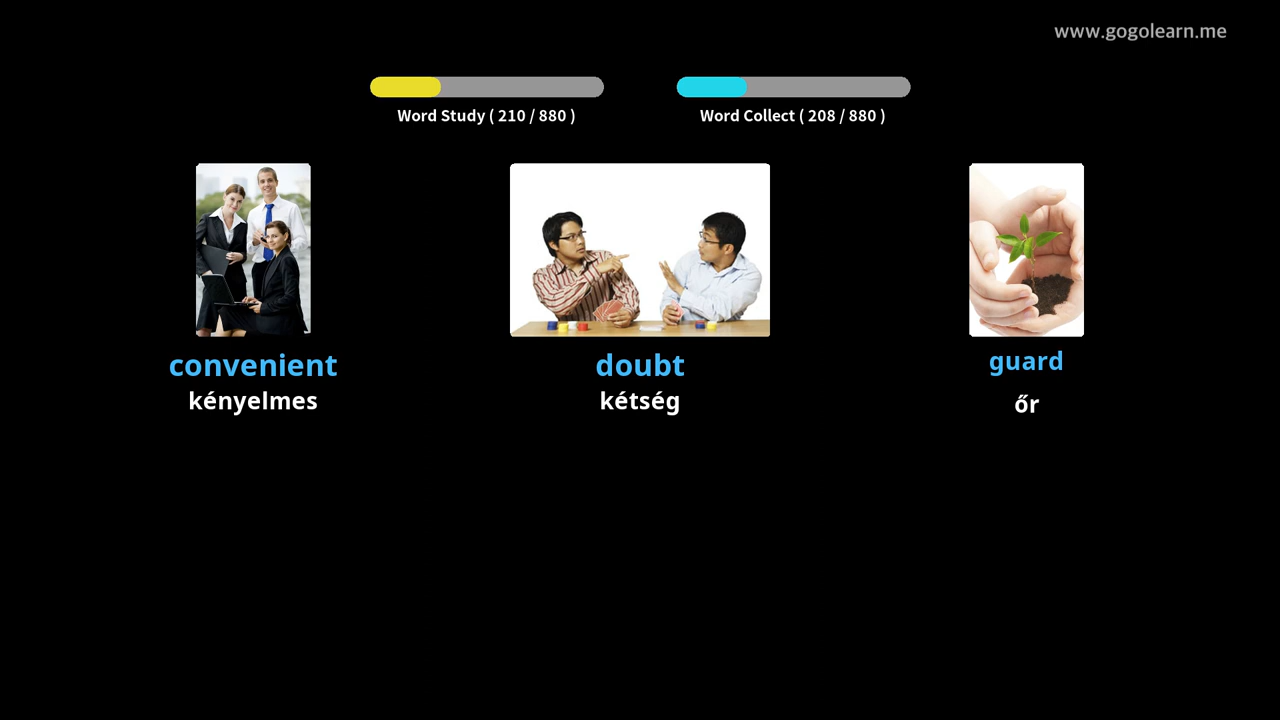 www.gogolearn.me
Word Study ( 210 / 880 )
Word Collect ( 208 / 880 )
convenient
kényelmes
doubt
kétség
guard
őr